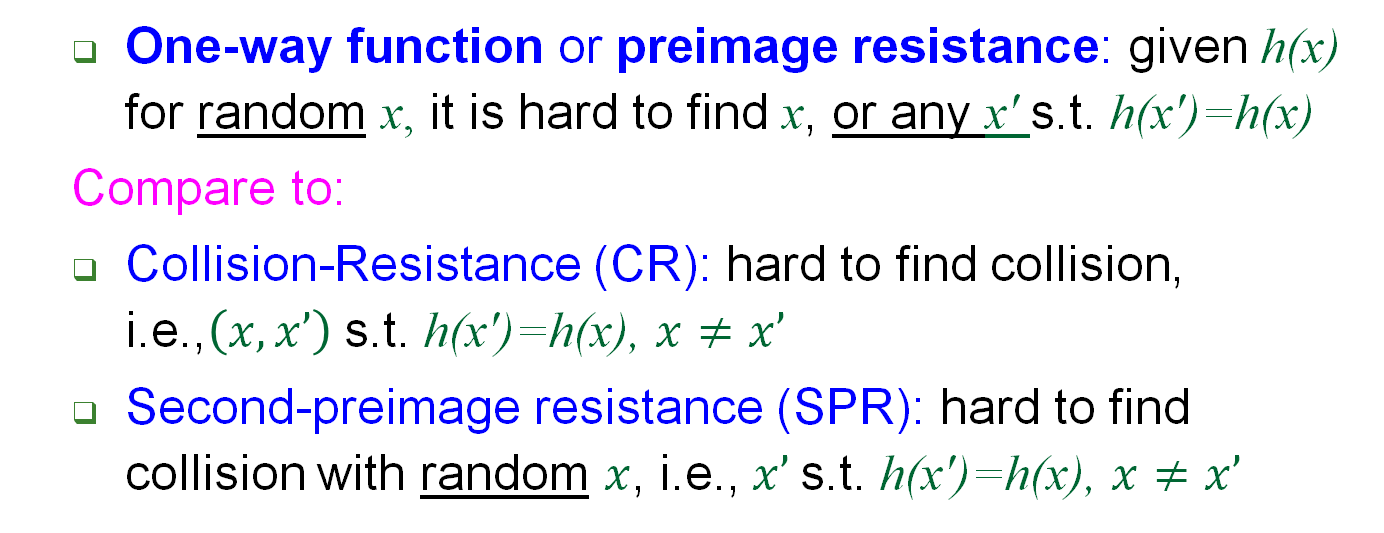 ❑ One-way function or preimage resistance: given h(x)
for random x, it is hard to find x, or any x' s.t. h(x')=h(x)
Compare to:
❑ Collision-Resistance (CR): hard to find collision,
i.e.,(x, x’) s.t. h(x')=h(x), x ≠ x’
❑ Second-preimage resistance (SPR): hard to find
collision with random x, i.e., x’ s.t. h(x')=h(x), x ≠ x’